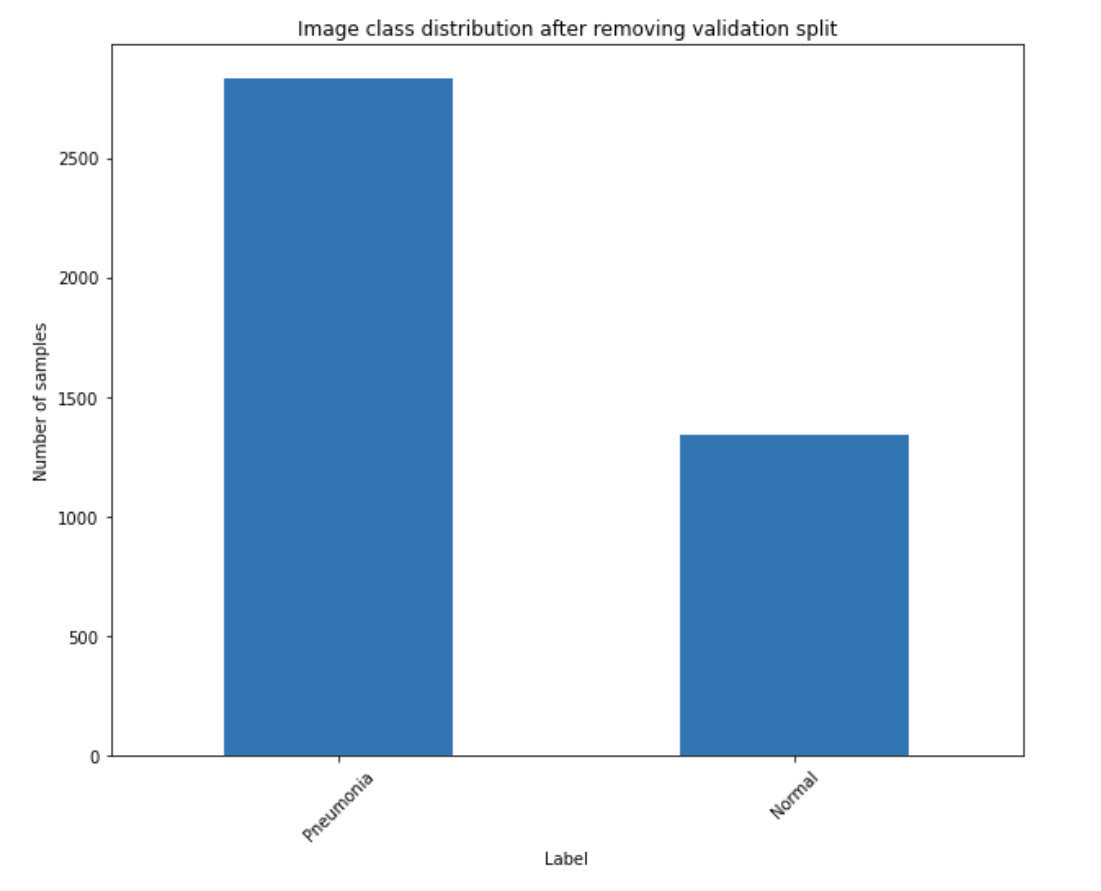 Image class distribution after removing validation split
2500
2000
1500
1000
500
0
Number of samples
Pneumonia
Normal
Label